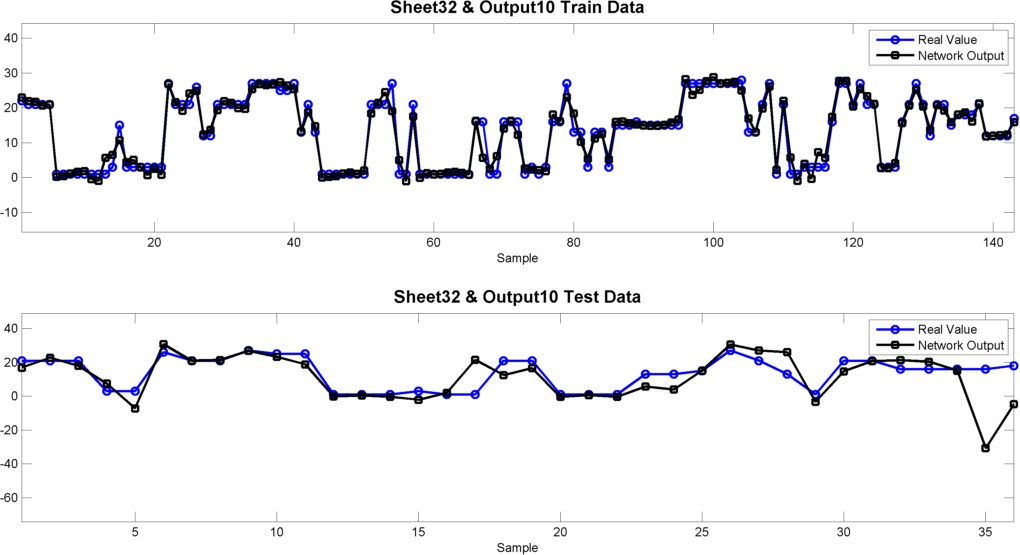 Sheet32 & Output10 Train Data
40
30
20
10
0
-10
Real Value
Network Output
20 40 60 80 100 120 140
Sample
Sheet32 & Output10 Test Data
40
20
0
-20
-40
-60
Real Value
Network Output
5 10 15 20 25 30 35
Sample